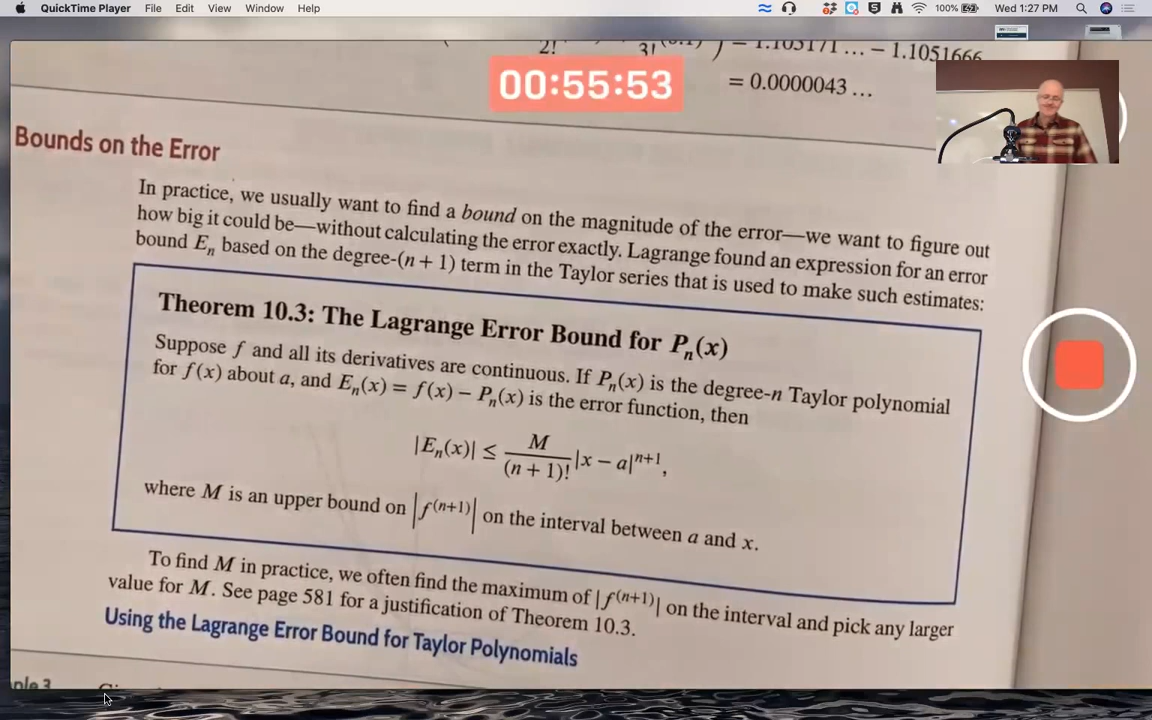 QuickTime Player File Edit View Window Help 100% Wed 1:27 PM
2! 3! = 1.105171 ... − 1.1051666
00:55:53
= 0.0000043 ...
Bounds on the Error
In practice, we usually want to find a bound on the magnitude of the error—we want to figure out
how big it could be—without calculating the error exactly. Lagrange found an expression for an error
bound Eₙ based on the degree-(n + 1) term in the Taylor series that is used to make such estimates:
Theorem 10.3: The Lagrange Error Bound for Pₙ(x)
Suppose f and all its derivatives are continuous. If Pₙ(x) is the degree-n Taylor polynomial
for f(x) about a, and Eₙ(x) = f(x) − Pₙ(x) is the error function, then
|Eₙ(x)| ≤ M/(n + 1)! |x − a|ⁿ⁺¹,
where M is an upper bound on |f⁽ⁿ⁺¹⁾| on the interval between a and x.
To find M in practice, we often find the maximum of |f⁽ⁿ⁺¹⁾| on the interval and pick any larger
value for M. See page 581 for a justification of Theorem 10.3.
Using the Lagrange Error Bound for Taylor Polynomials